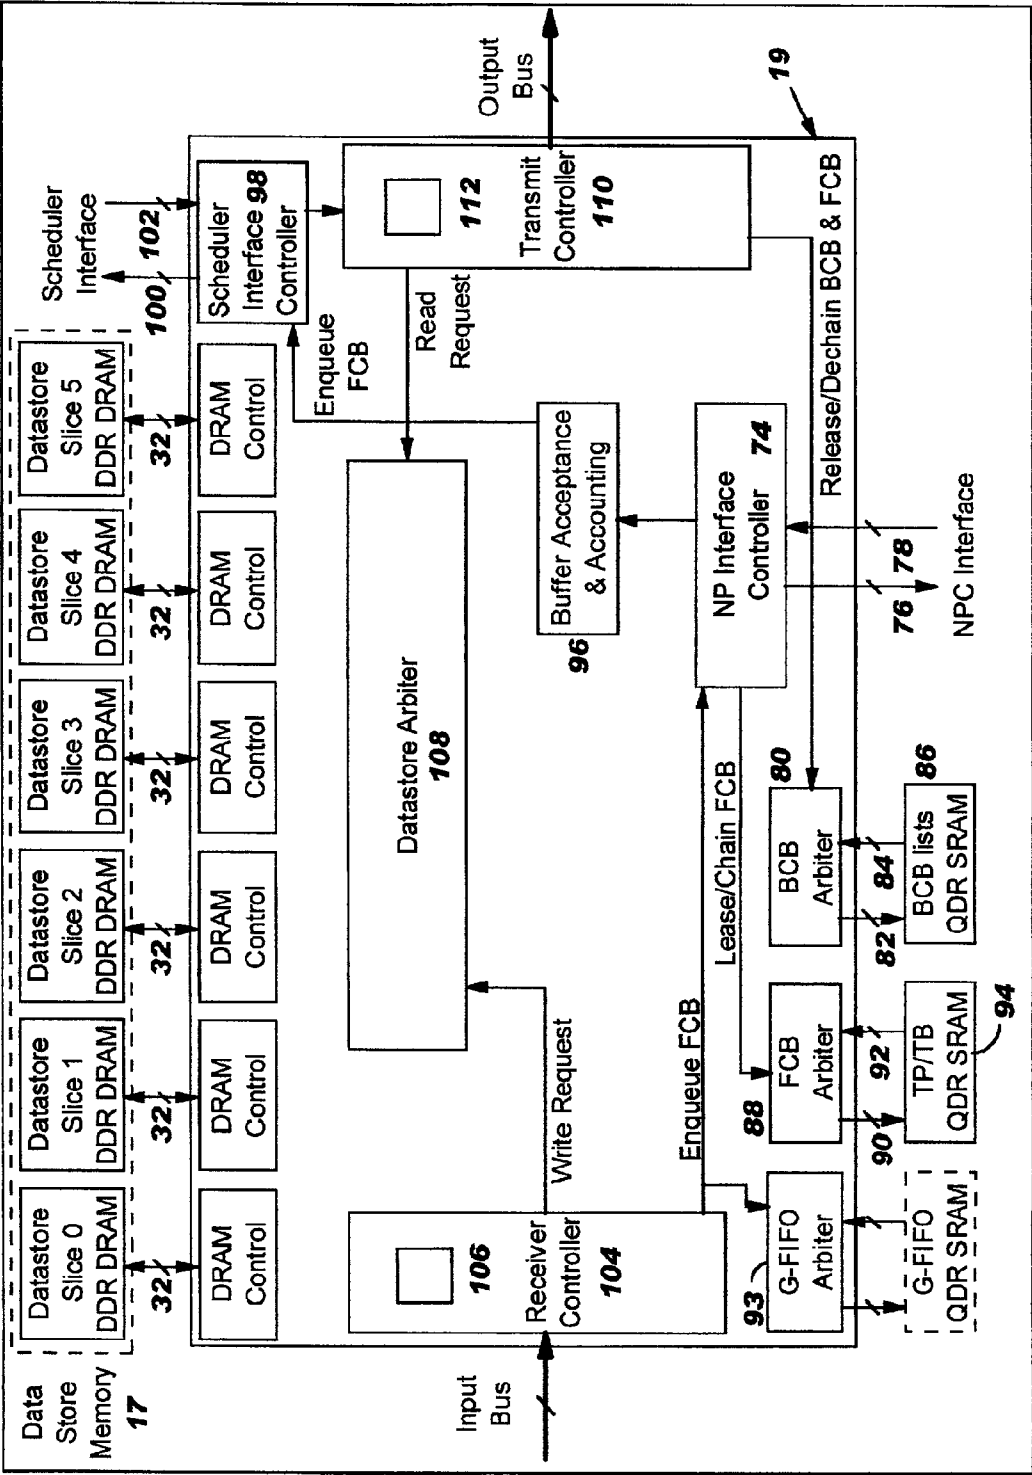 Data
Store
Memory
17
Datastore
Slice 0
DDR DRAM
Datastore
Slice 1
DDR DRAM
Datastore
Slice 2
DDR DRAM
Datastore
Slice 3
DDR DRAM
Datastore
Slice 4
DDR DRAM
Datastore
Slice 5
DDR DRAM
Scheduler
Interface
32
32
32
32
32
32
100
102
DRAM
Control
DRAM
Control
DRAM
Control
DRAM
Control
DRAM
Control
DRAM
Control
Scheduler
Interface 98
Controller
Enqueue
FCB
Input
Bus
106
Receiver
Controller
104
Write Request
Datastore Arbiter
108
Read
Request
112
Transmit
Controller
110
Output
Bus
Buffer Acceptance
& Accounting
96
Enqueue FCB
Lease/Chain FCB
NP Interface
Controller
74
93
G-FIFO
Arbiter
88
FCB
Arbiter
80
BCB
Arbiter
Release/Dechain BCB & FCB
19
90
92
82
84
76
78
G-FIFO
QDR SRAM
TP/TB
QDR SRAM
94
BCB lists
QDR SRAM
86
NPC Interface